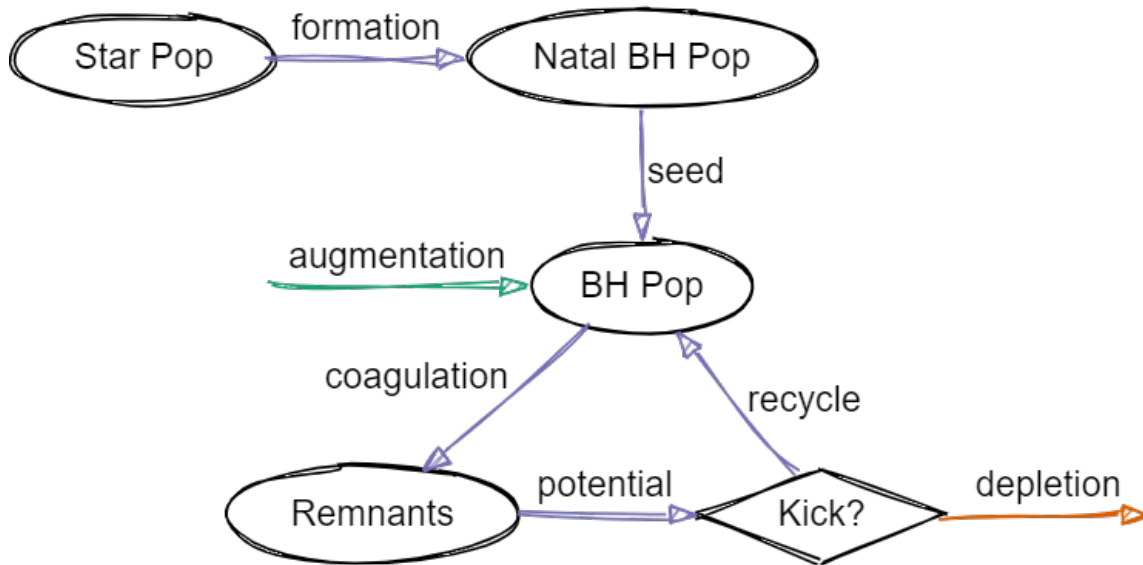 formation
Star Pop
Natal BH Pop
seed
augmentation
BH Pop
coagulation
recycle
potential
depletion
Remnants
Kick?